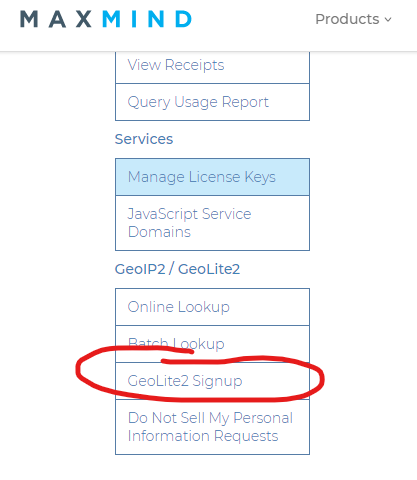 MAXMIND
Products
View Receipts
Query Usage Report
Services
Manage License Keys
JavaScript Service
Domains
GeoIP2 / GeoLite2
Online Lookup
Batch Lookup
GeoLite2 Signup
Do Not Sell My Personal
Information Requests